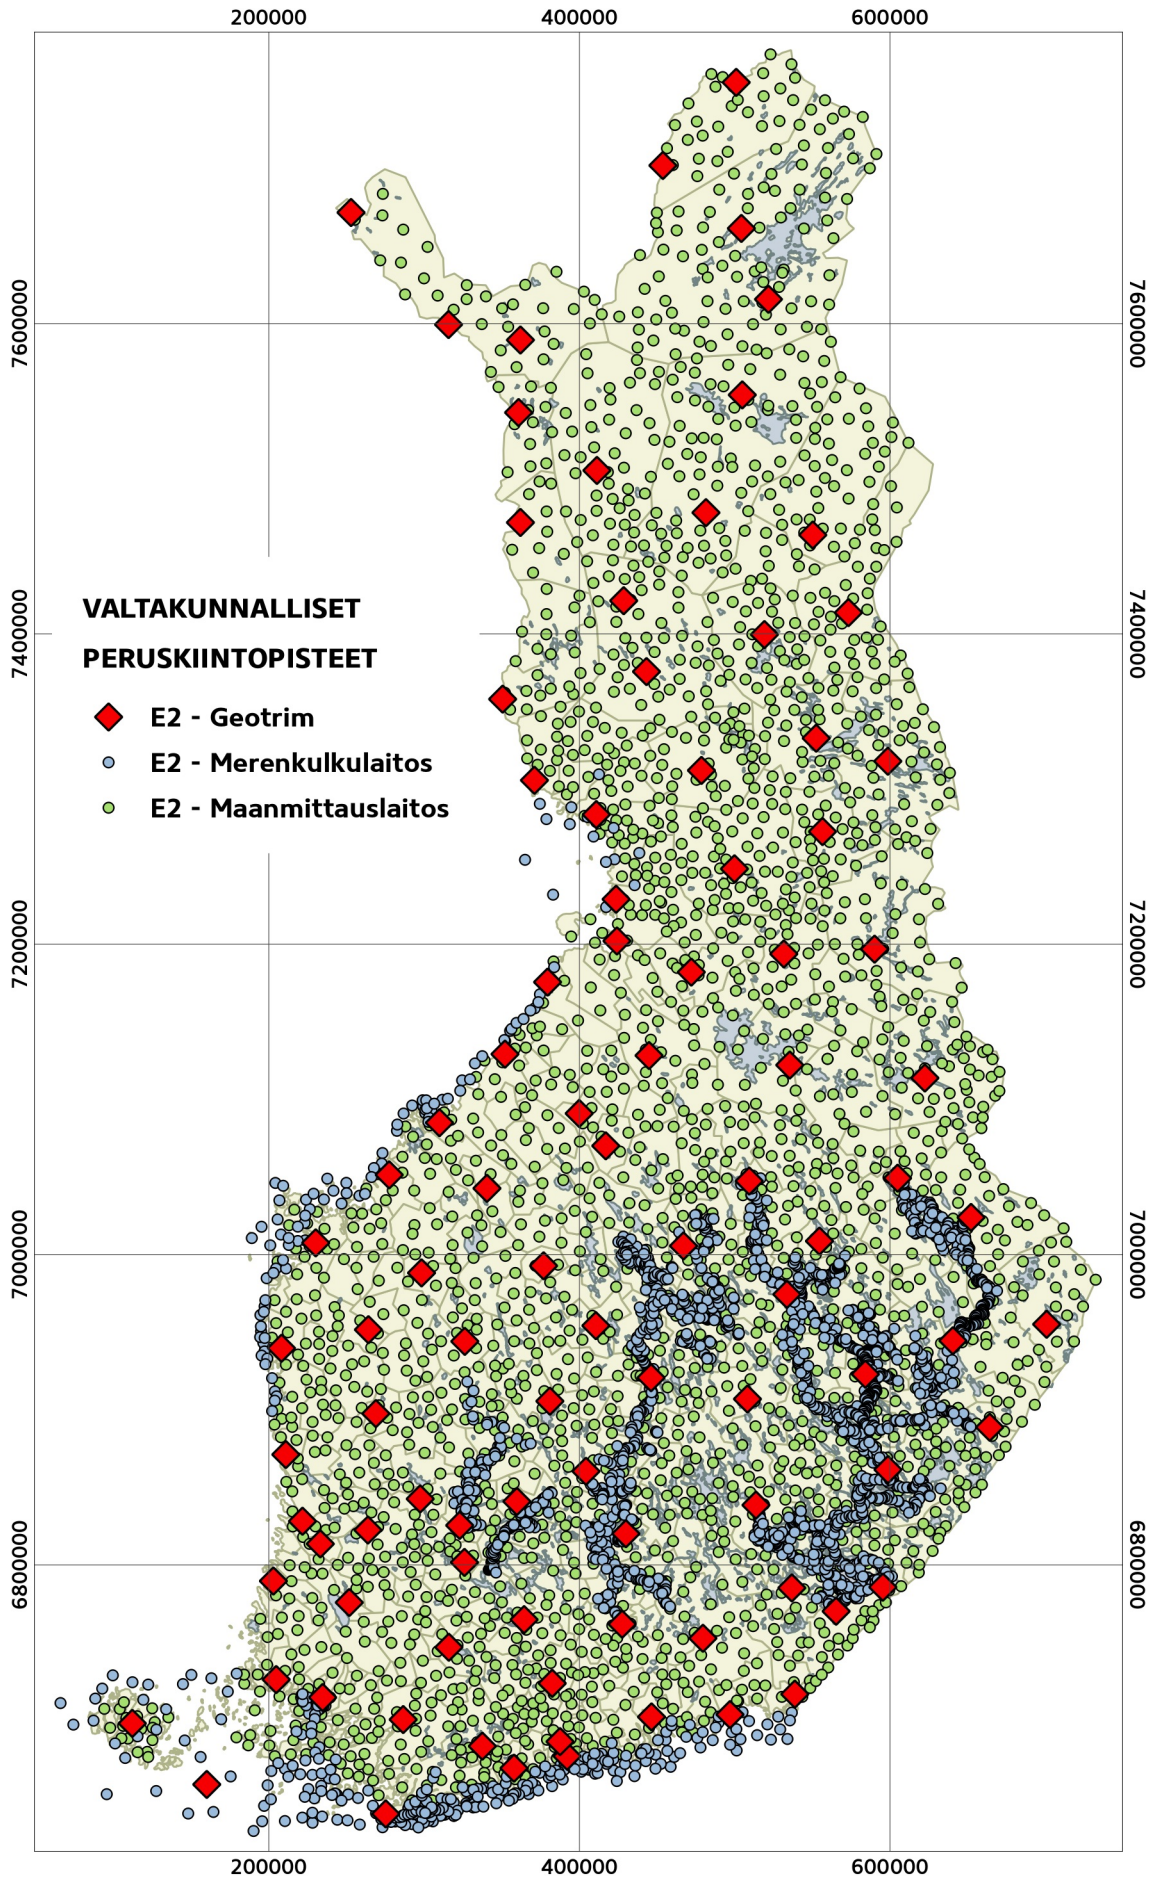 200000 400000 600000
7600000 7600000
VALTAKUNNALLISET
PERUSKIINTOPISTEET
7400000 7400000
E2 - Geotrim
E2 - Merenkulkulaitos
E2 - Maanmittauslaitos
7200000 7200000
7000000 7000000
6800000 6800000
200000 400000 600000